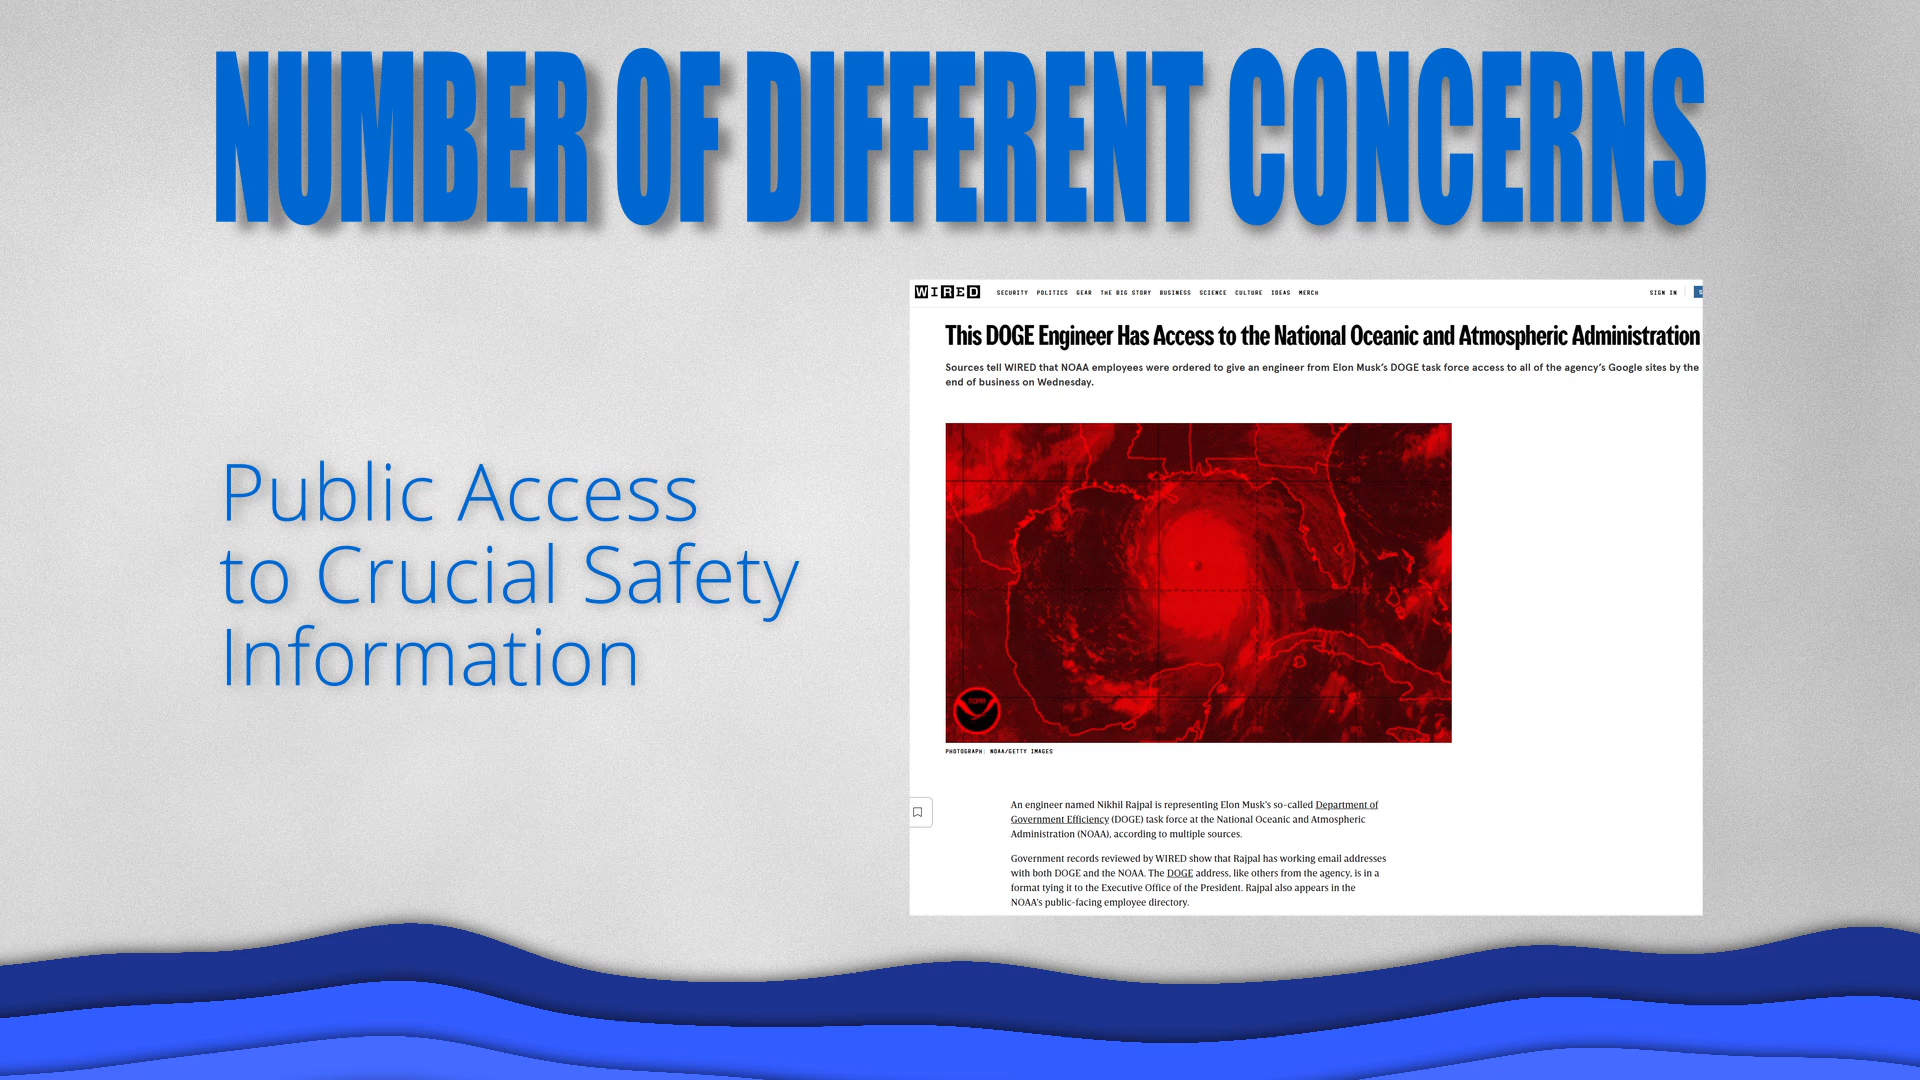 NUMBER OF DIFFERENT CONCERNS
Public Access
to Crucial Safety
Information
WIRED
SECURITY POLITICS GEAR THE BIG STORY BUSINESS SCIENCE CULTURE IDEAS MERCH
SIGN IN
S
This DOGE Engineer Has Access to the National Oceanic and Atmospheric Administration
Sources tell WIRED that NOAA employees were ordered to give an engineer from Elon Musk’s DOGE task force access to all of the agency’s Google sites by the
end of business on Wednesday.
NOAA
PHOTOGRAPH: NOAA/GETTY IMAGES
An engineer named Nikhil Rajpal is representing Elon Musk’s so-called Department of
Government Efficiency (DOGE) task force at the National Oceanic and Atmospheric
Administration (NOAA), according to multiple sources.
Government records reviewed by WIRED show that Rajpal has working email addresses
with both DOGE and the NOAA. The DOGE address, like others from the agency, is in a
format tying it to the Executive Office of the President. Rajpal also appears in the
NOAA’s public-facing employee directory.